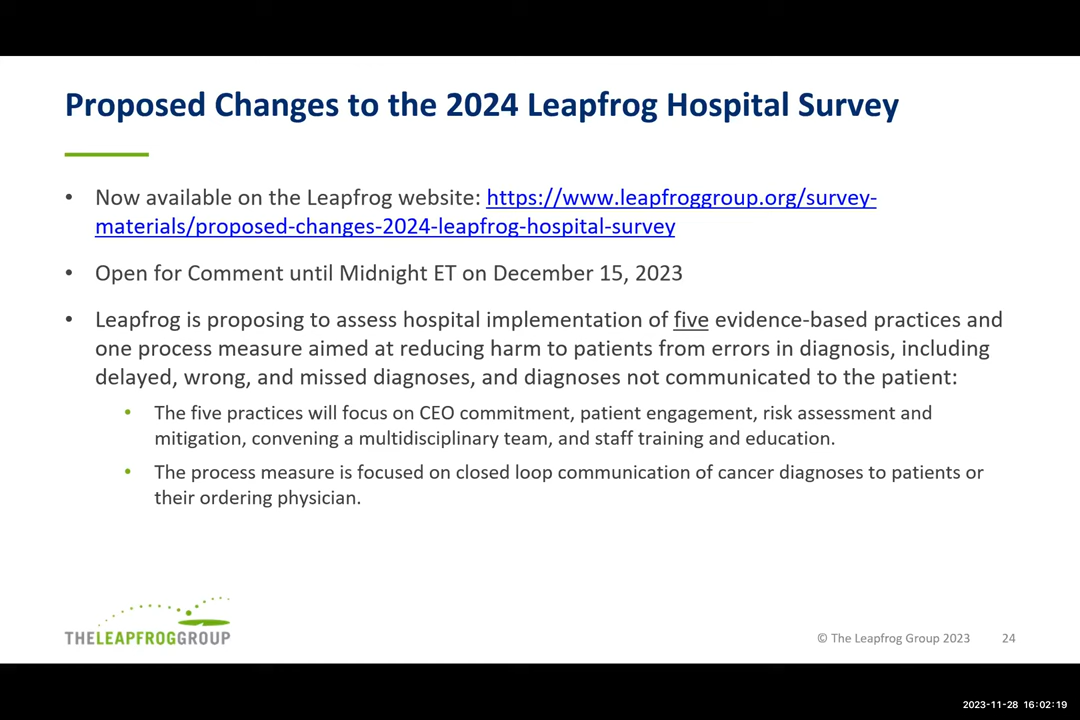 Proposed Changes to the 2024 Leapfrog Hospital Survey
• Now available on the Leapfrog website: https://www.leapfroggroup.org/survey-
materials/proposed-changes-2024-leapfrog-hospital-survey
• Open for Comment until Midnight ET on December 15, 2023
• Leapfrog is proposing to assess hospital implementation of five evidence-based practices and
one process measure aimed at reducing harm to patients from errors in diagnosis, including
delayed, wrong, and missed diagnoses, and diagnoses not communicated to the patient:
• The five practices will focus on CEO commitment, patient engagement, risk assessment and
mitigation, convening a multidisciplinary team, and staff training and education.
• The process measure is focused on closed loop communication of cancer diagnoses to patients or
their ordering physician.
THELEAPFROGGROUP
© The Leapfrog Group 2023 24
2023-11-28 16:02:19